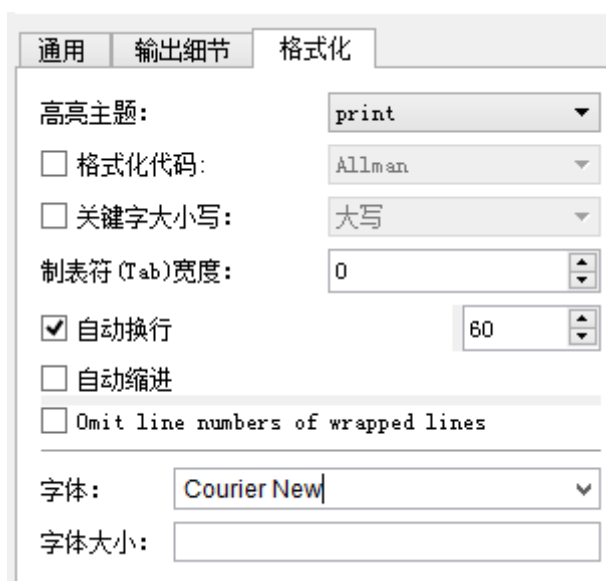 通用 输出细节 格式化
高亮主题: print
格式化代码: Allman
关键字大小写: 大写
制表符(Tab)宽度: 0
自动换行 60
自动缩进
Omit line numbers of wrapped lines
字体: Courier New
字体大小: